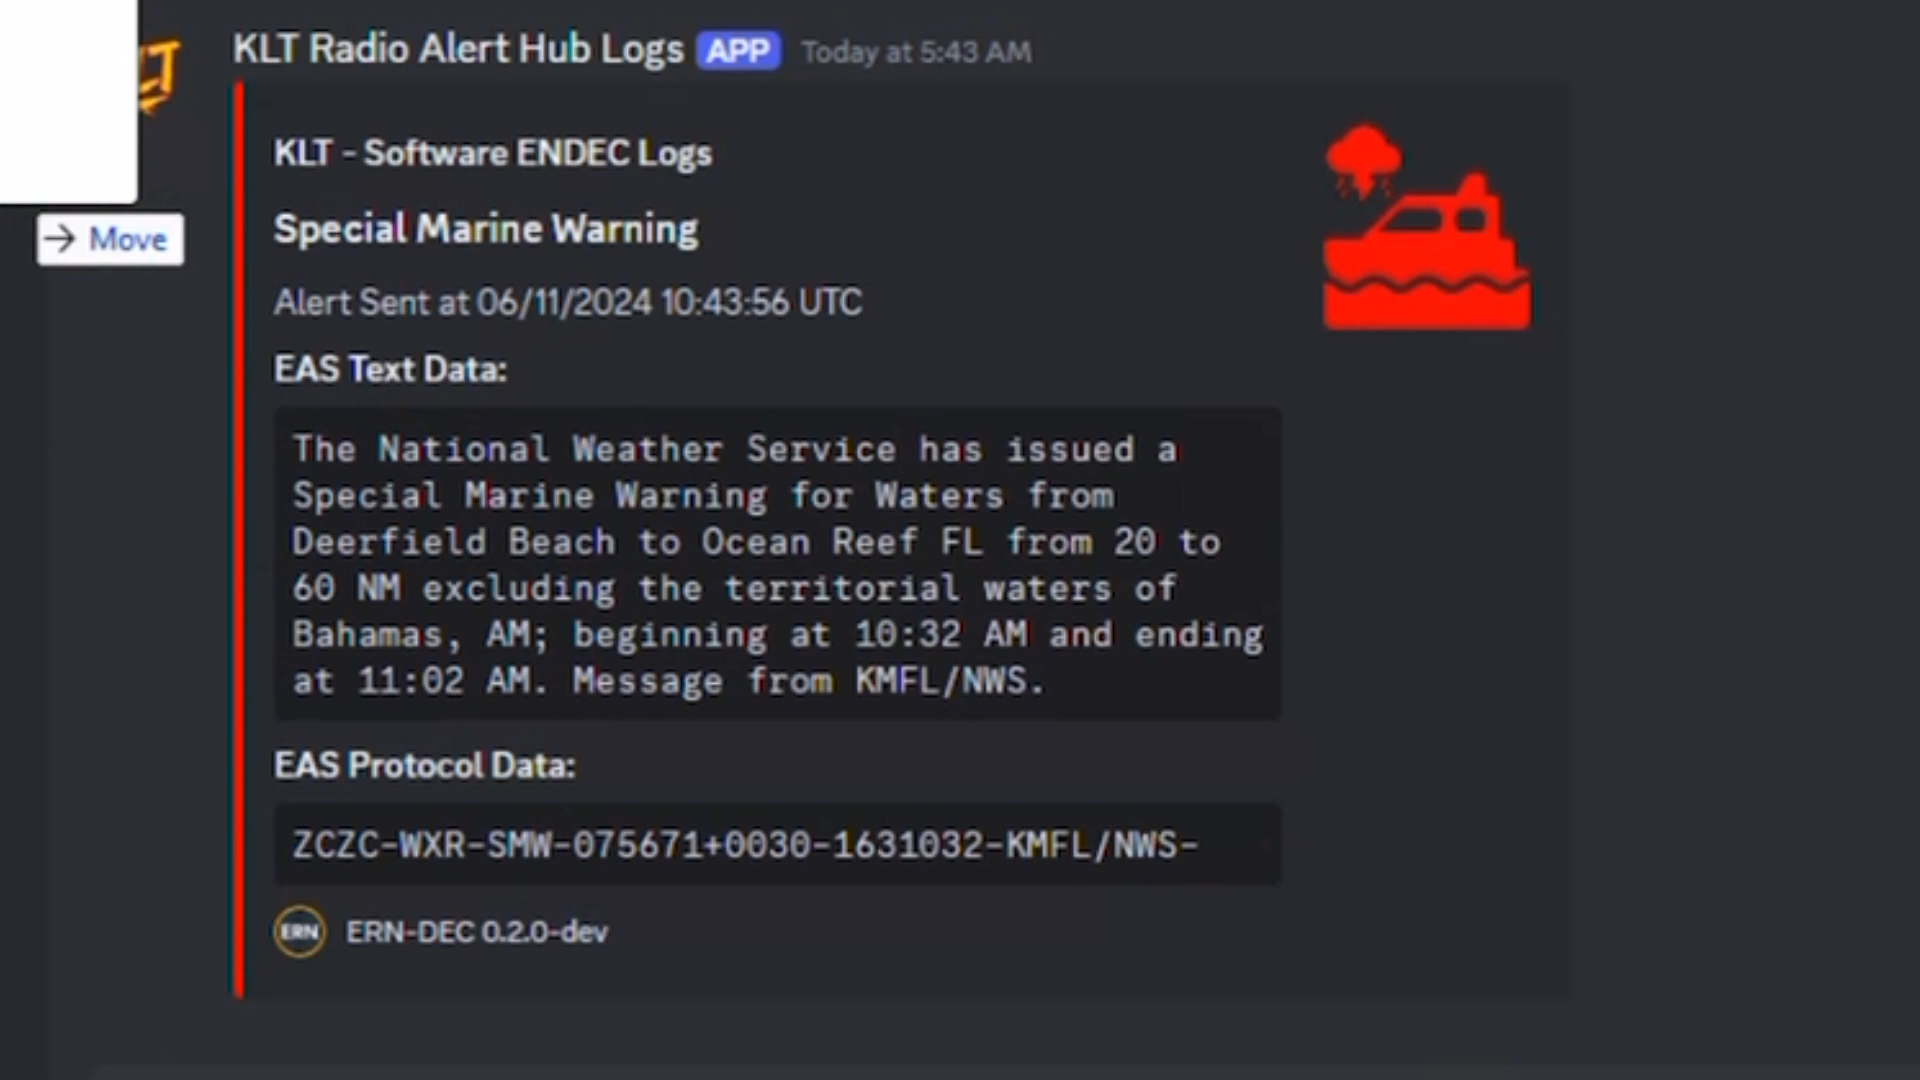 KLT Radio Alert Hub Logs APP Today at 5:43 AM
KLT - Software ENDEC Logs
Special Marine Warning
→ Move
Alert Sent at 06/11/2024 10:43:56 UTC
EAS Text Data:
The National Weather Service has issued a
Special Marine Warning for Waters from
Deerfield Beach to Ocean Reef FL from 20 to
60 NM excluding the territorial waters of
Bahamas, AM; beginning at 10:32 AM and ending
at 11:02 AM. Message from KMFL/NWS.
EAS Protocol Data:
ZCZC-WXR-SMW-075671+0030-1631032-KMFL/NWS-
ERN ERN-DEC 0.2.0-dev